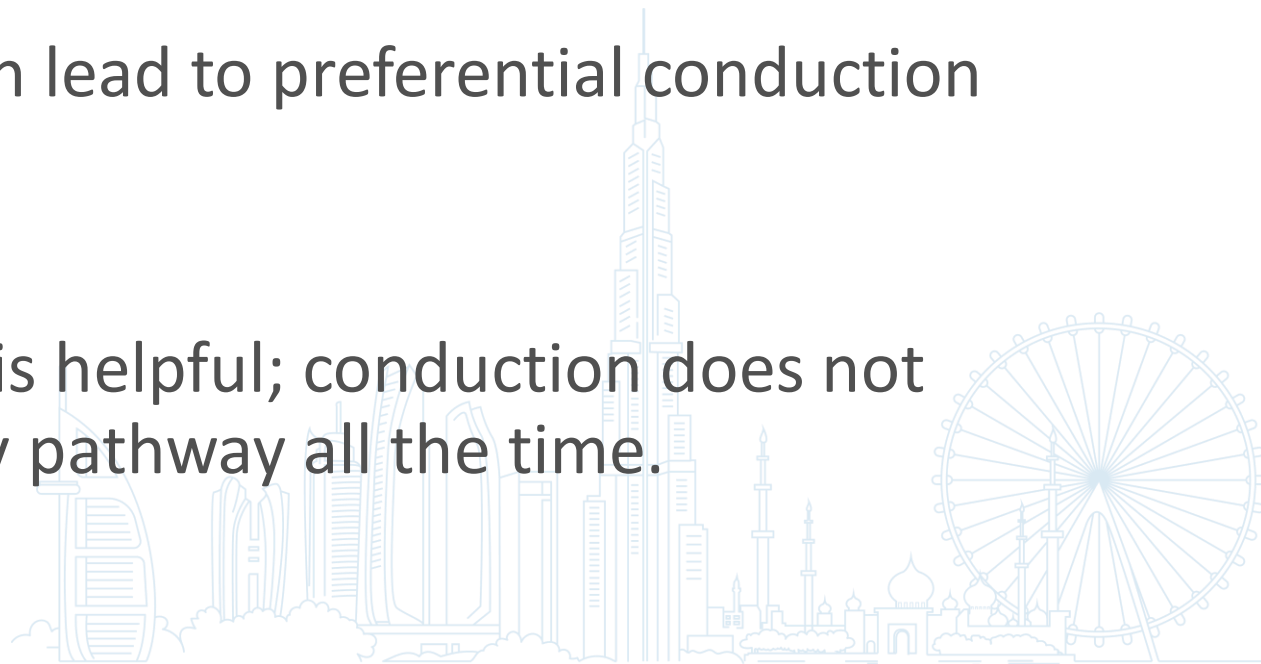 n lead to preferential conduction
is helpful; conduction does not
y pathway all the time.